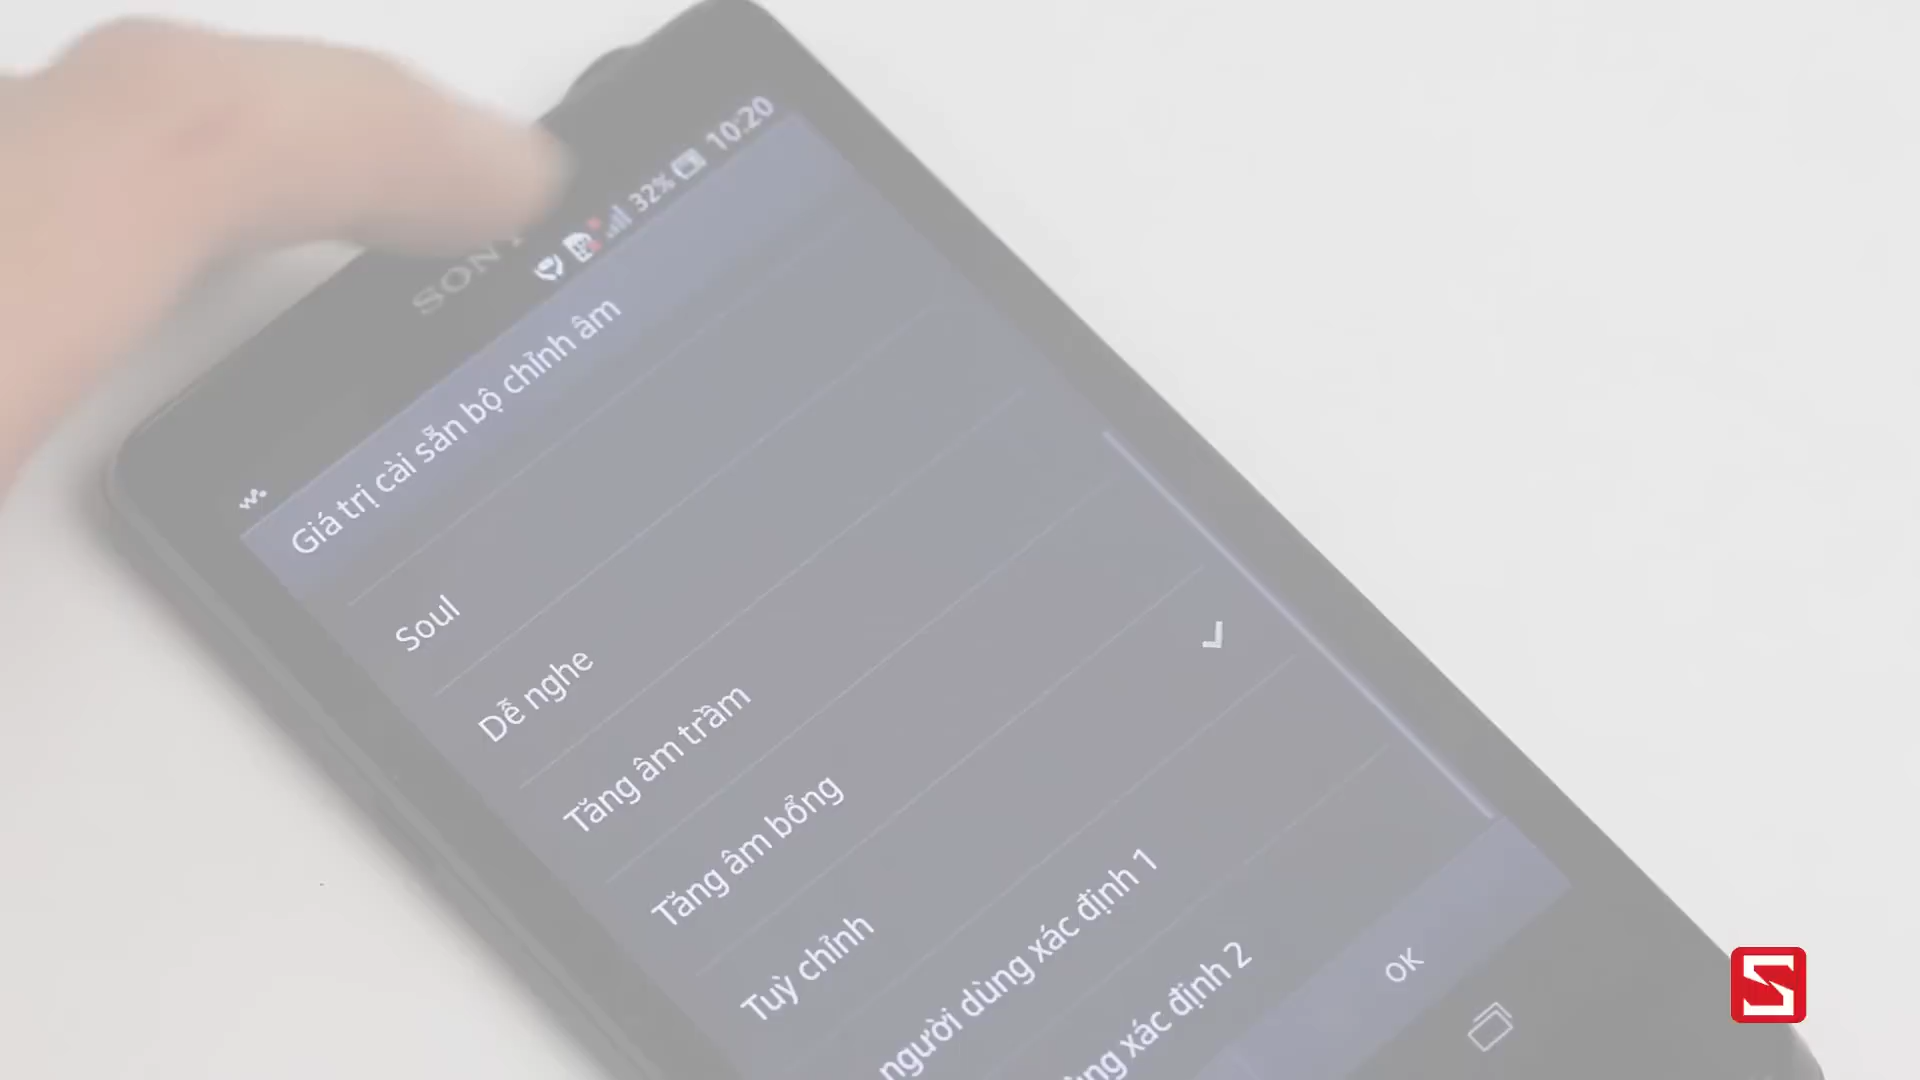 10:20
32%
SONY
Giá trị cài sẵn bộ chỉnh âm
Soul
Dễ nghe
Tăng âm trầm
Tăng âm bổng
Tuỳ chỉnh
người dùng xác định 1
xác định 2
OK